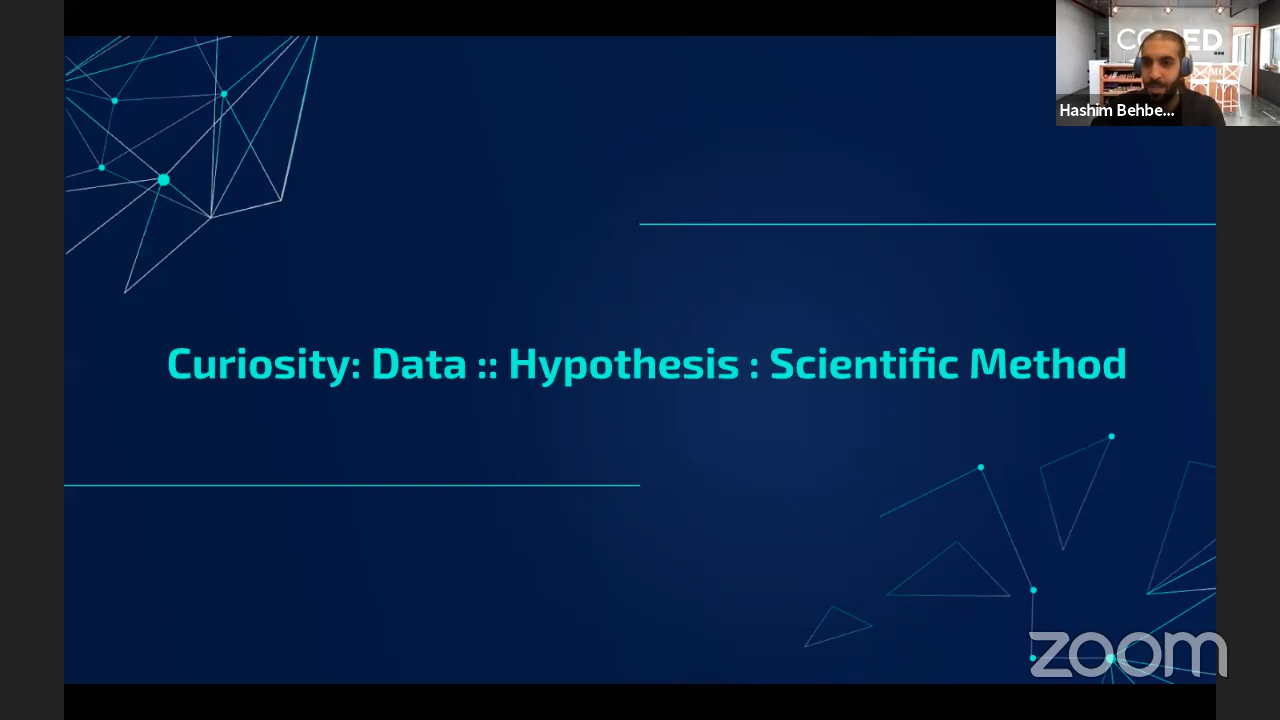 Hashim Behbe...
Curiosity: Data :: Hypothesis : Scientific Method
zoom